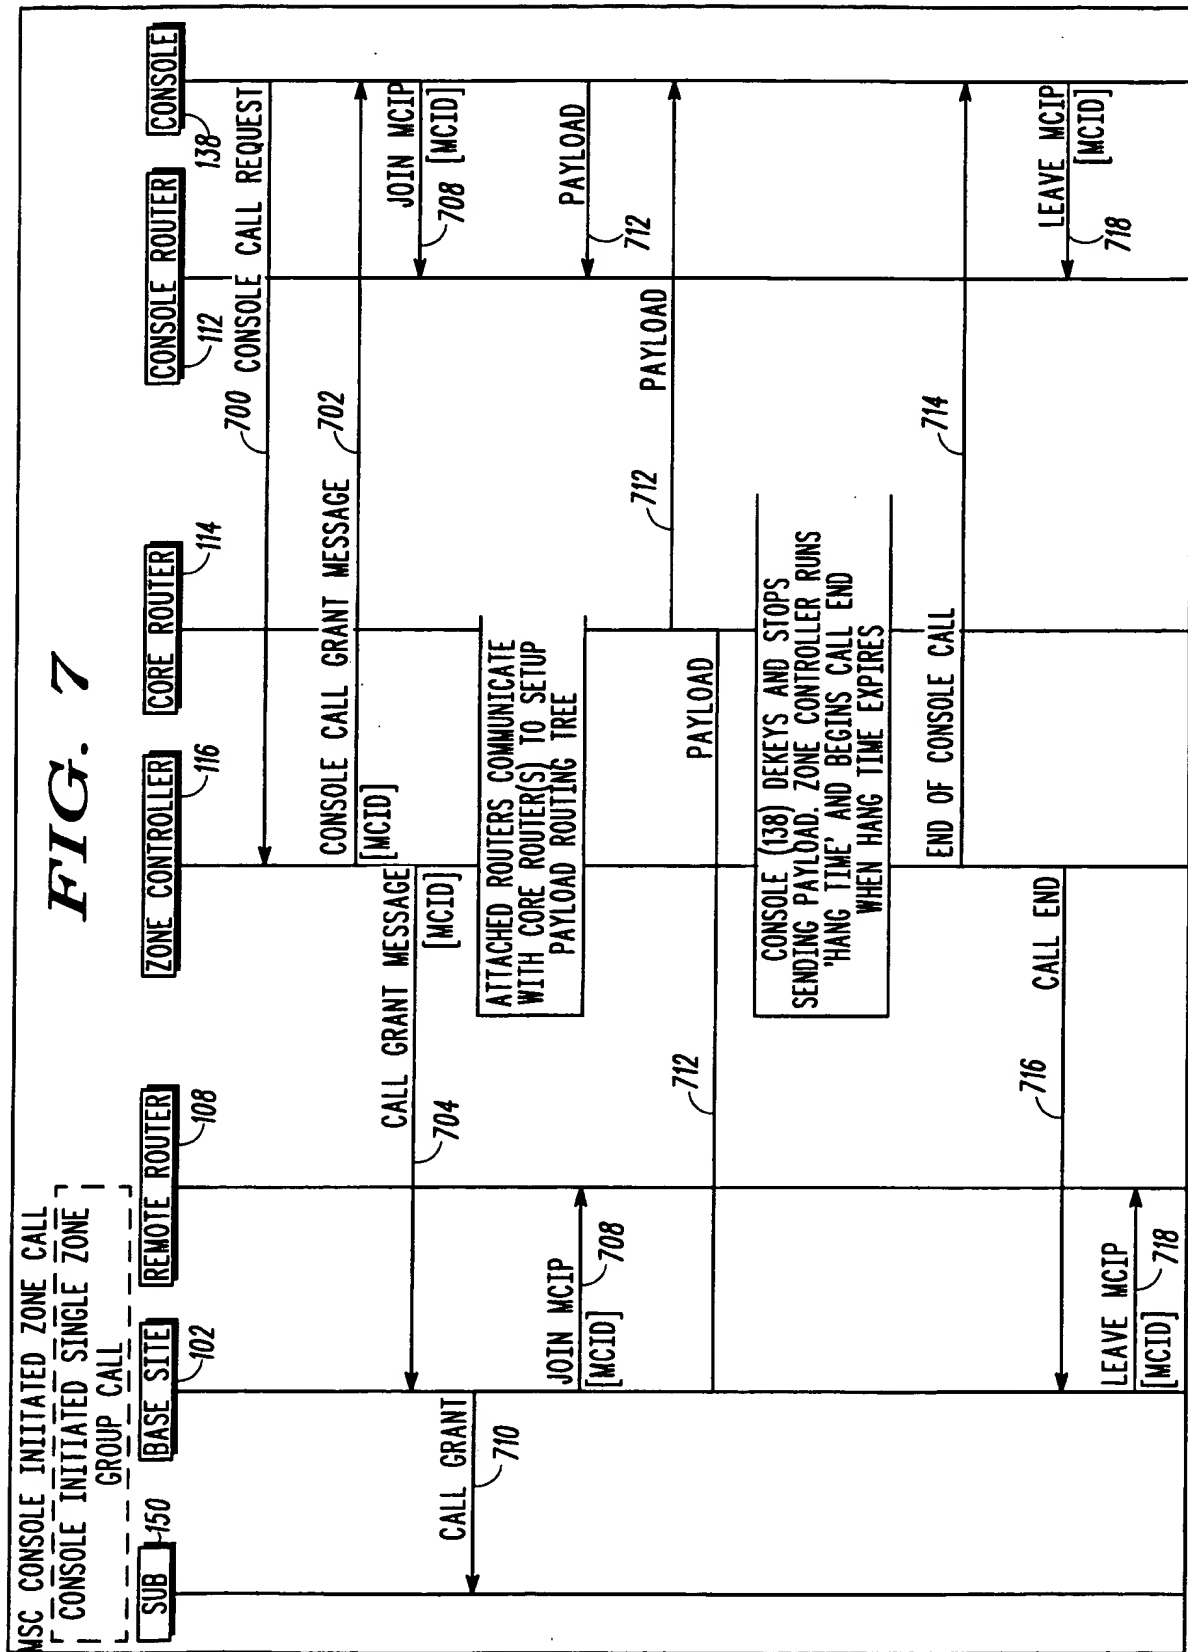 FIG. 7
MSC CONSOLE INIITATED ZONE CALL
CONSOLE INITIATED SINGLE ZONE
GROUP CALL
SUB
150
BASE SITE
102
REMOTE ROUTER
108
ZONE CONTROLLER
116
CORE ROUTER
114
CONSOLE ROUTER
112
CONSOLE
138
700
CONSOLE CALL REQUEST
CONSOLE CALL GRANT MESSAGE
702
[MCID]
CALL GRANT MESSAGE
[MCID]
704
JOIN MCIP
708
[MCID]
CALL GRANT
710
ATTACHED ROUTERS COMMUNICATE
WITH CORE ROUTER(S) TO SETUP
PAYLOAD ROUTING TREE
JOIN MCIP
[MCID]
708
PAYLOAD
712
712
PAYLOAD
712
PAYLOAD
CONSOLE (138) DEKEYS AND STOPS
SENDING PAYLOAD. ZONE CONTROLLER RUNS
'HANG TIME' AND BEGINS CALL END
WHEN HANG TIME EXPIRES
END OF CONSOLE CALL
714
716
CALL END
LEAVE MCIP
718
[MCID]
LEAVE MCIP
[MCID]
718